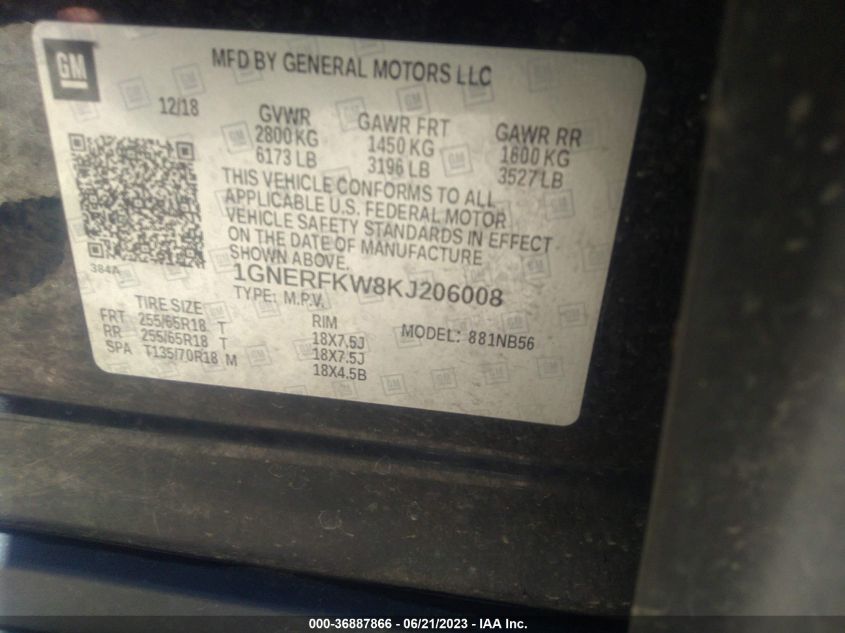 GM
MFD BY GENERAL MOTORS LLC
12/18
GVWR
2800 KG
6173 LB
GAWR FRT
1450 KG
3196 LB
GAWR RR
1600 KG
3527 LB
THIS VEHICLE CONFORMS TO ALL
APPLICABLE U.S. FEDERAL MOTOR
VEHICLE SAFETY STANDARDS IN EFFECT
ON THE DATE OF MANUFACTURE
SHOWN ABOVE.
384A
1GNERFKW8KJ206008
TYPE: M.P.V.
MODEL: 881NB56
TIRE SIZE RIM
FRT 255/65R18 T 18X7.5J
RR 255/65R18 T 18X7.5J
SPA T135/70R18 M 18X4.5B
000-36887866 - 06/21/2023 - IAA Inc.